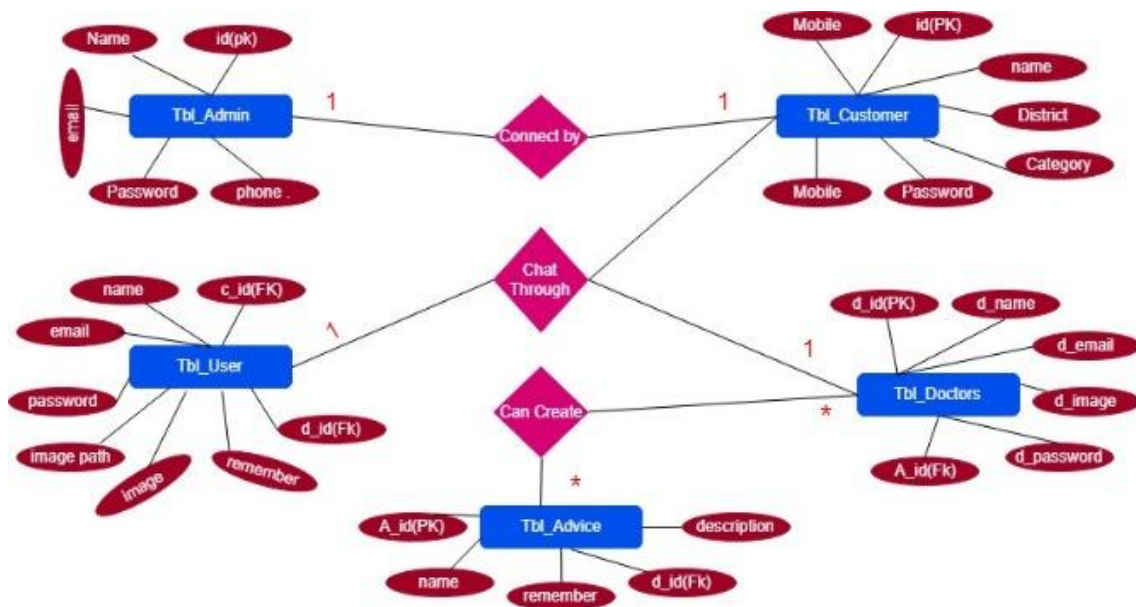 Name
id(pk)
email
Tbl_Admin
Password
phone .
1
Connect by
1
Mobile
id(PK)
name
Tbl_Customer
District
Category
Mobile
Password
Chat
Through
name
c_id(FK)
email
1
Tbl_User
password
d_id(Fk)
image path
image
remember
d_id(PK)
d_name
d_email
1
Tbl_Doctors
d_image
*
d_password
A_id(Fk)
Can Create
*
A_id(PK)
Tbl_Advice
description
name
remember
d_id(Fk)